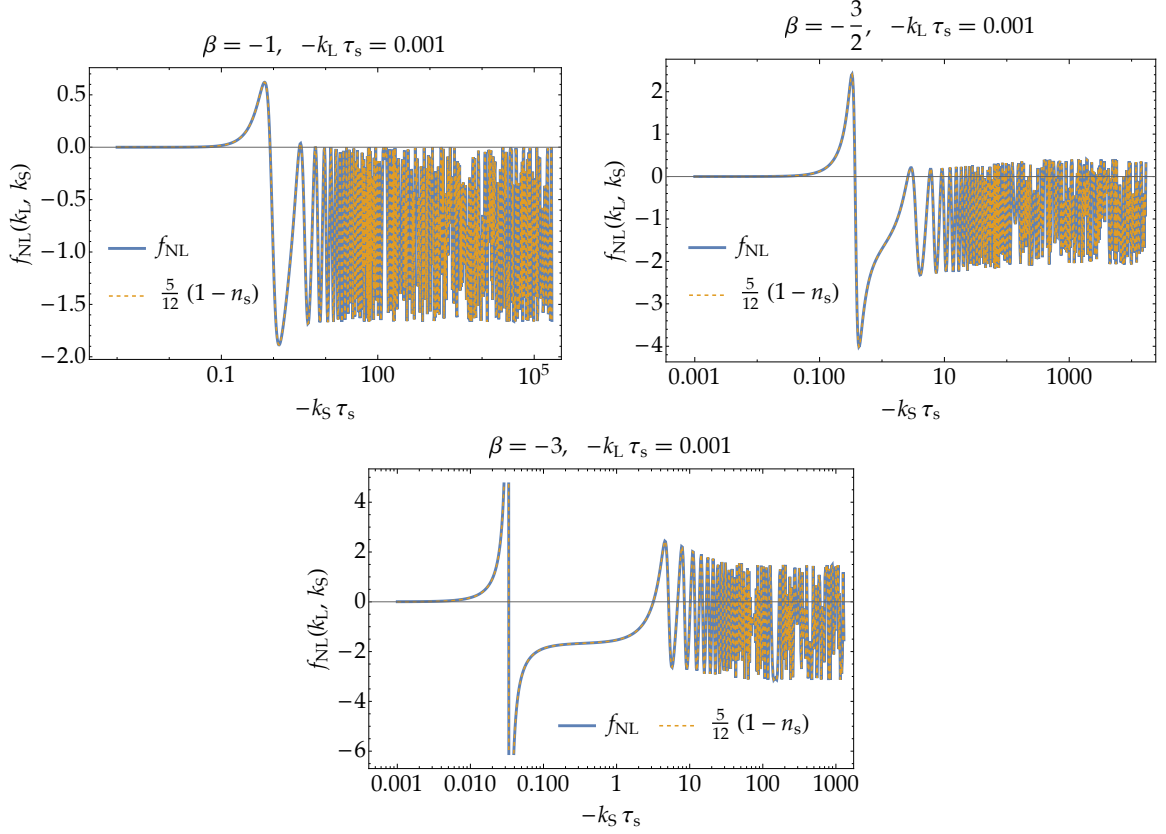 β = −1, −k_L τ_s = 0.001
f_NL(k_L, k_S)
0.5
0.0
−0.5
−1.0
−1.5
−2.0
f_NL
5/12 (1 − n_s)
0.1 100 10^5
−k_S τ_s
β = −3/2, −k_L τ_s = 0.001
f_NL(k_L, k_S)
2
1
0
−1
−2
−3
−4
f_NL
5/12 (1 − n_s)
0.001 0.100 10 1000
−k_S τ_s
β = −3, −k_L τ_s = 0.001
f_NL(k_L, k_S)
4
2
0
−2
−4
−6
f_NL 5/12 (1 − n_s)
0.001 0.010 0.100 1 10 100 1000
−k_S τ_s